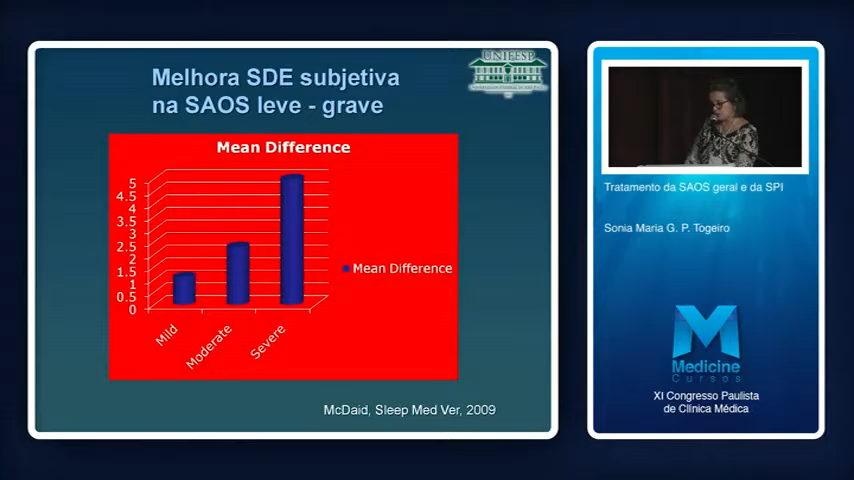 Melhora SDE subjetiva
na SAOS leve - grave
UNIFESP
Mean Difference
5
4.5
4
3.5
3
2.5
2
1.5
1
0.5
0
Mild
Moderate
Severe
Mean Difference
McDaid, Sleep Med Ver, 2009
Tratamento da SAOS geral e da SPI
Sonia Maria G. P. Togeiro
Medicine
Cursos
XI Congresso Paulista
de Clínica Médica